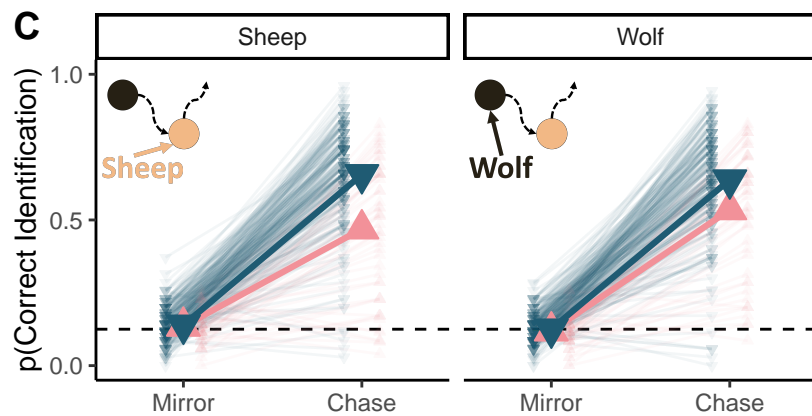 C
Sheep
Wolf
p(Correct Identification)
1.0
0.5
0.0
Sheep
Wolf
Mirror
Chase
Mirror
Chase